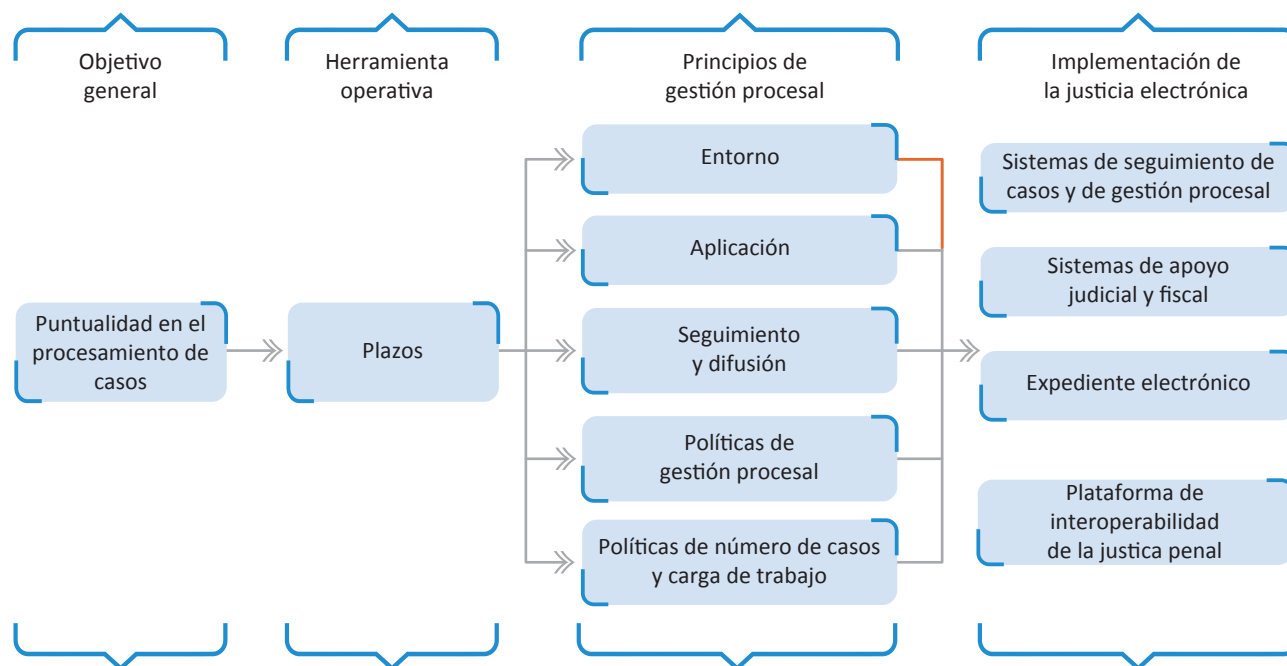 Objetivo
general
Herramienta
operativa
Principios de
gestión procesal
Implementación de
la justicia electrónica
Puntualidad en el
procesamiento de
casos
Plazos
Entorno
Aplicación
Seguimiento
y difusión
Políticas de
gestión procesal
Políticas de número de casos
y carga de trabajo
Sistemas de seguimiento de
casos y de gestión procesal
Sistemas de apoyo
judicial y fiscal
Expediente electrónico
Plataforma de
interoperabilidad
de la justica penal